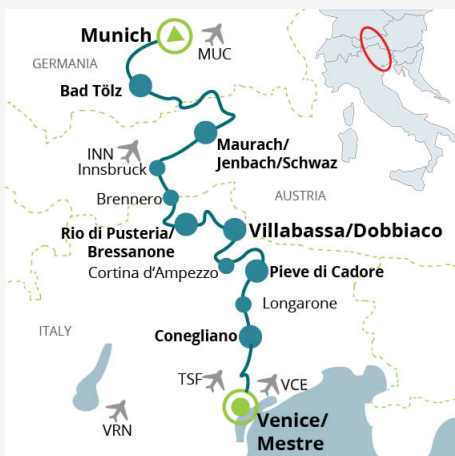 Munich
MUC
GERMANIA
Bad Tölz
Maurach/
Jenbach/Schwaz
INN
Innsbruck
AUSTRIA
Brennero
Rio di Pusteria/
Bressanone
Villabassa/Dobbiaco
Cortina d'Ampezzo
Pieve di Cadore
Longarone
ITALY
Conegliano
TSF
VCE
VRN
Venice/
Mestre